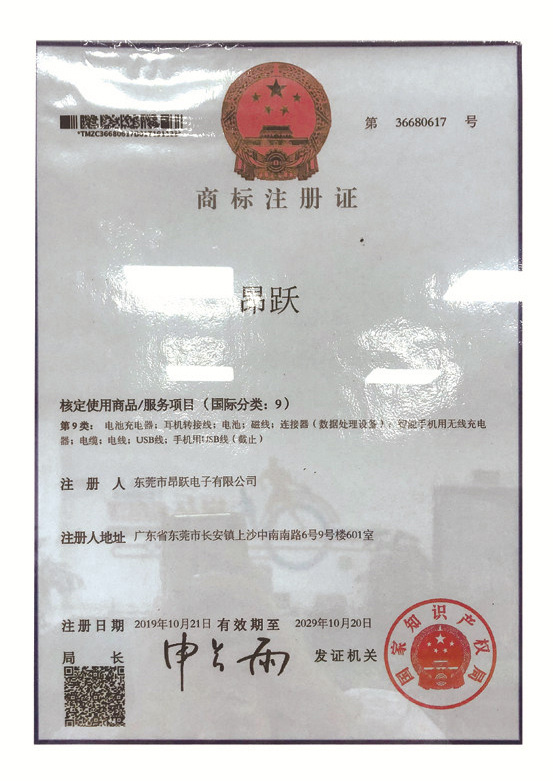 第 36680617 号
商标注册证
昂跃
核定使用商品/服务项目（国际分类：9）
第9类：电池充电器；耳机转接线；电池；磁线；连接器（数据处理设备）；智能手机用无线充电
器；电缆；电线；USB线；手机用USB线（截止）
注册人 东莞市昂跃电子有限公司
注册人地址 广东省东莞市长安镇上沙中南南路6号9号楼601室
注册日期 2019年10月21日 有效期至 2029年10月20日
局长 申长雨 发证机关
国家知识产权局